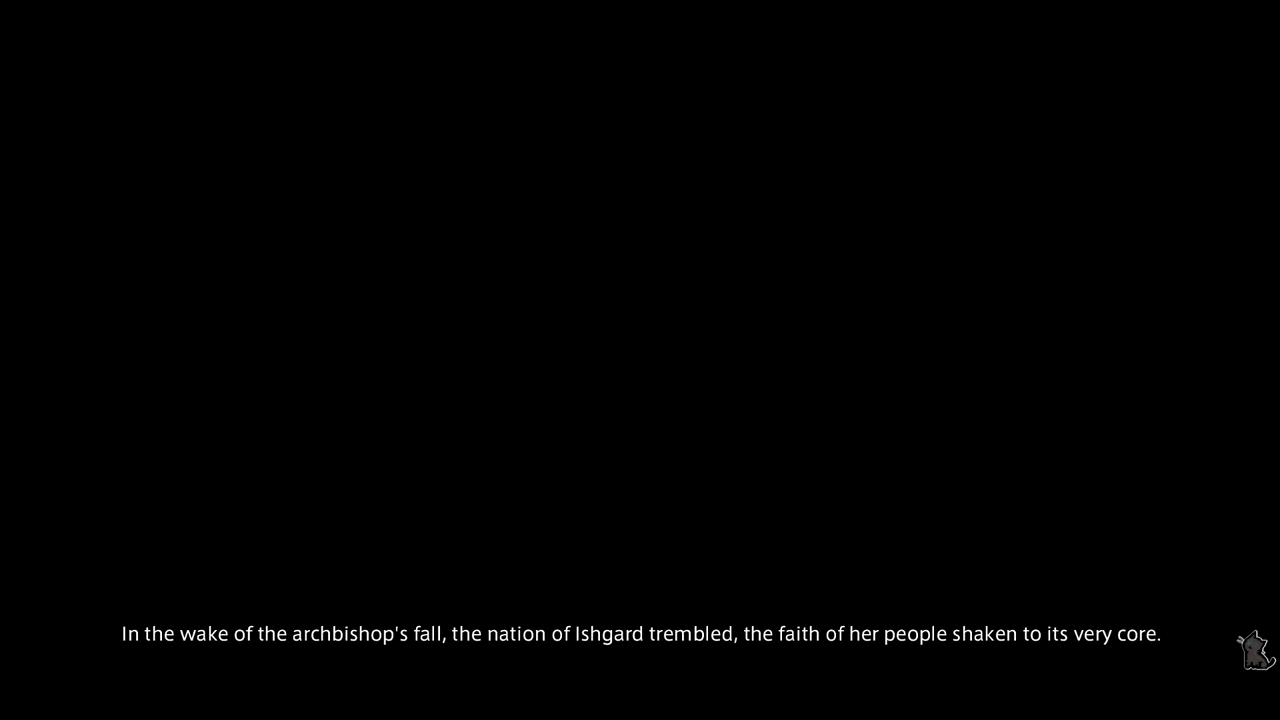 In the wake of the archbishop's fall, the nation of Ishgard trembled, the faith of her people shaken to its very core.